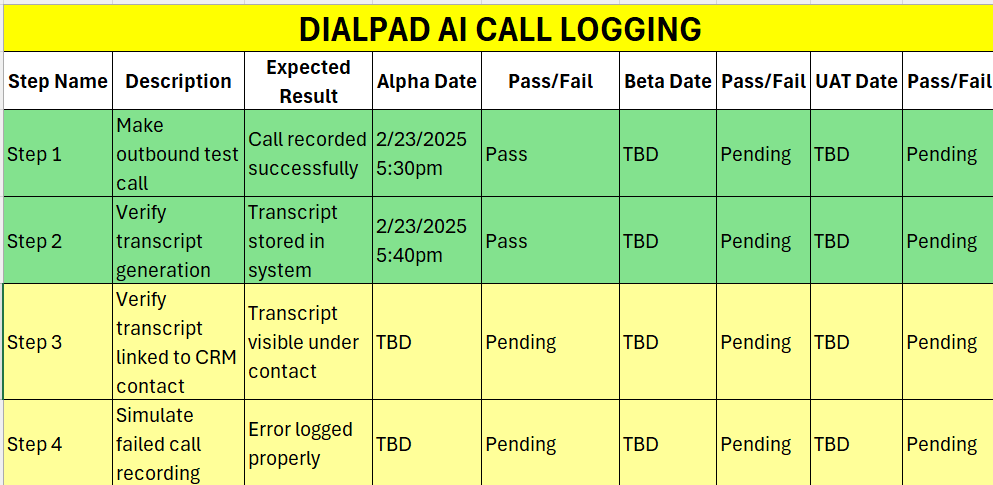 DIALPAD AI CALL LOGGING
Step Name Description Expected Result Alpha Date Pass/Fail Beta Date Pass/Fail UAT Date Pass/Fail
Step 1 Make outbound test call Call recorded successfully 2/23/2025 5:30pm Pass TBD Pending TBD Pending
Step 2 Verify transcript generation Transcript stored in system 2/23/2025 5:40pm Pass TBD Pending TBD Pending
Step 3 Verify transcript linked to CRM contact Transcript visible under contact TBD Pending TBD Pending TBD Pending
Step 4 Simulate failed call recording Error logged properly TBD Pending TBD Pending TBD Pending